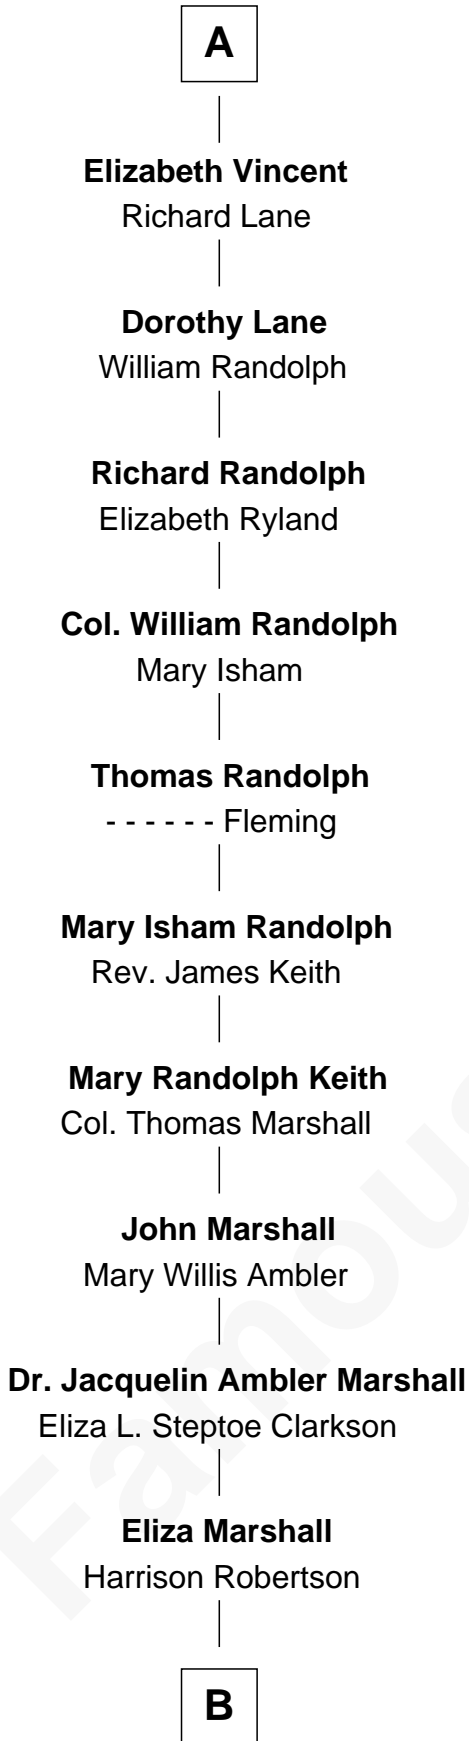 A
Elizabeth Vincent
Richard Lane
Dorothy Lane
William Randolph
Richard Randolph
Elizabeth Ryland
Col. William Randolph
Mary Isham
Thomas Randolph
- - - - - - Fleming
Mary Isham Randolph
Rev. James Keith
Mary Randolph Keith
Col. Thomas Marshall
John Marshall
Mary Willis Ambler
Dr. Jacquelin Ambler Marshall
Eliza L. Steptoe Clarkson
Eliza Marshall
Harrison Robertson
B
Famous